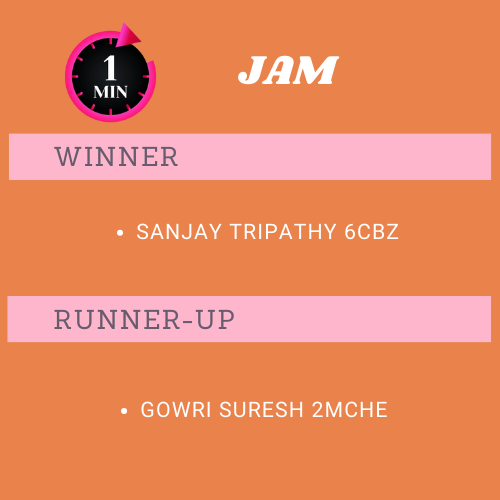 1
MIN
JAM
WINNER
• SANJAY TRIPATHY 6CBZ
RUNNER-UP
• GOWRI SURESH 2MCHE